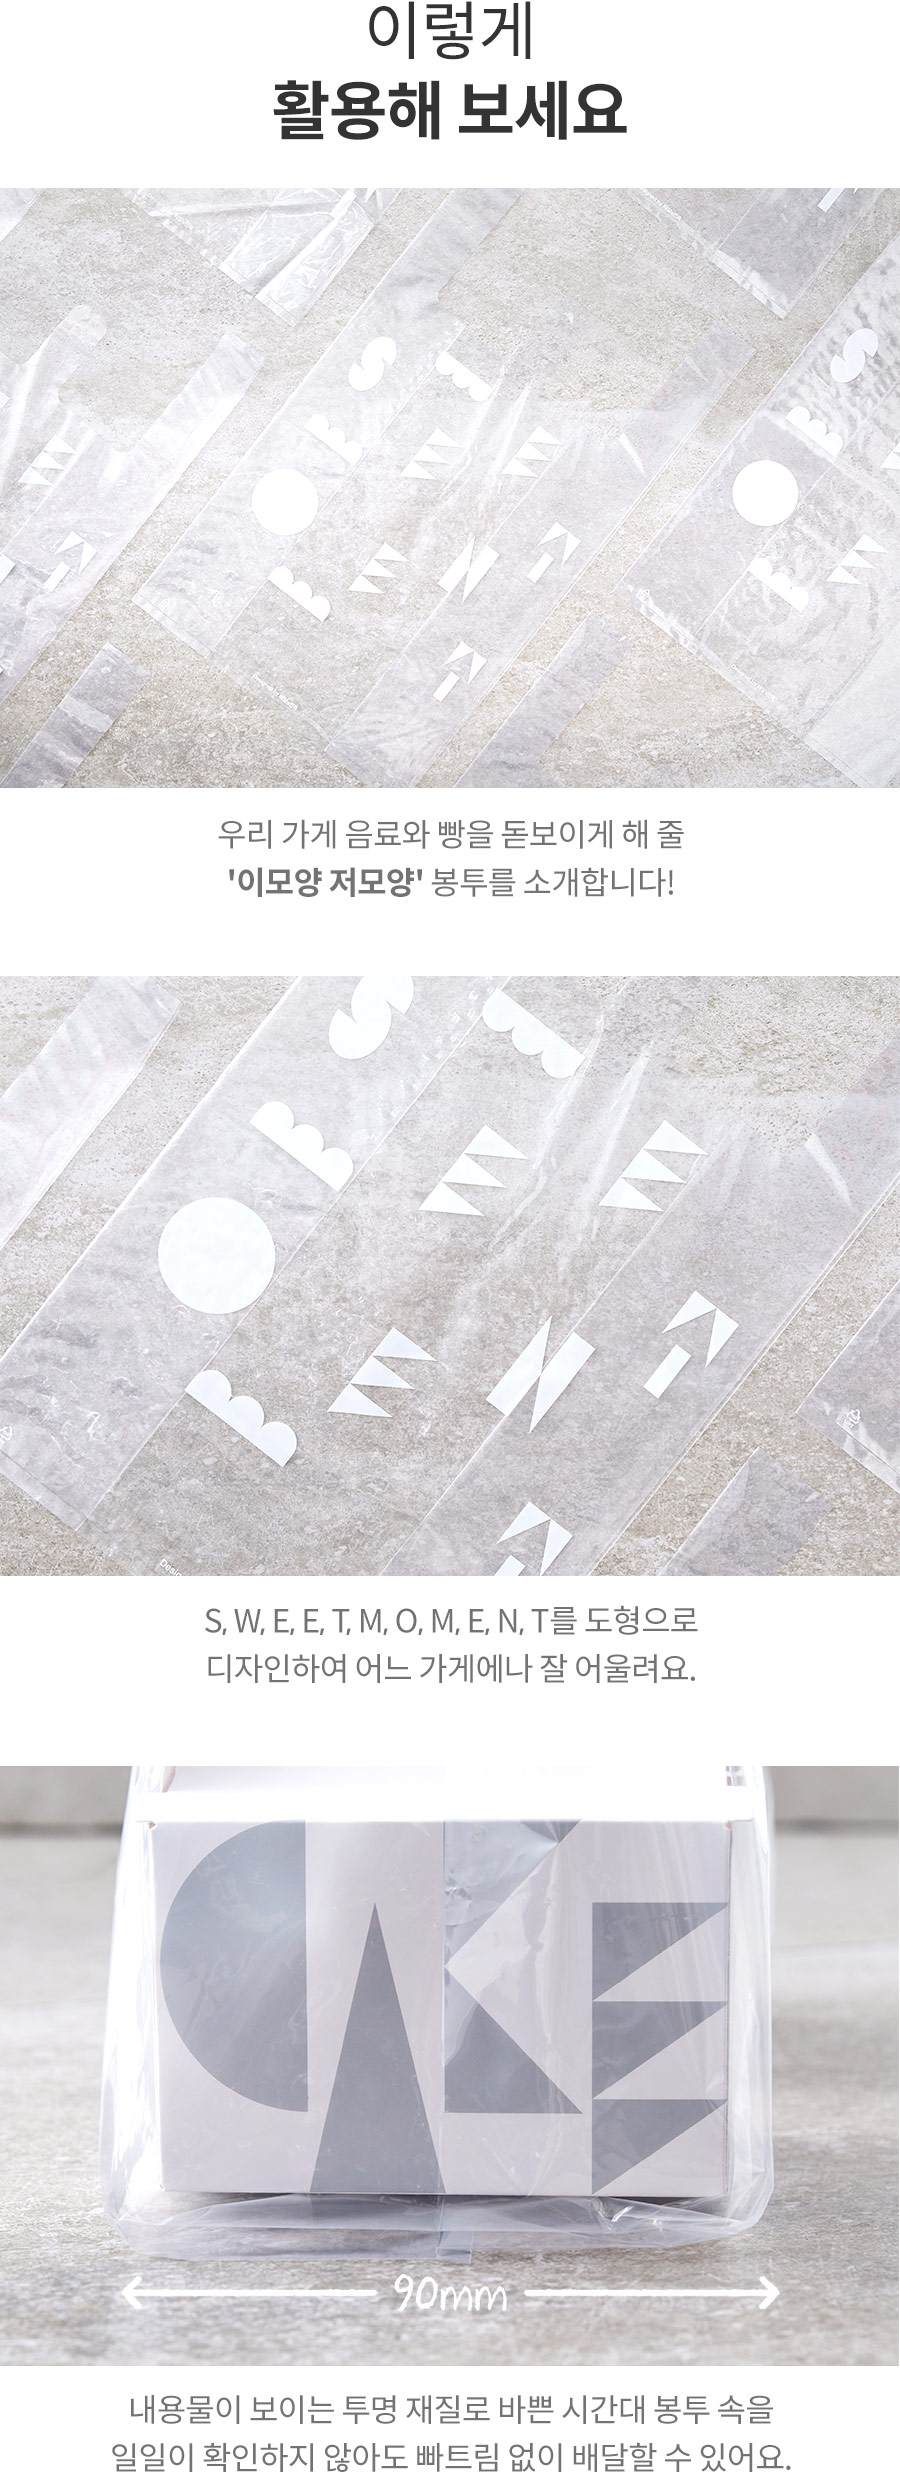 이렇게
활용해 보세요
우리 가게 음료와 빵을 돋보이게 해 줄
'이모양 저모양' 봉투를 소개합니다!
S, W, E, E, T, M, O, M, E, N, T를 도형으로
디자인하여 어느 가게에나 잘 어울려요.
CAKE
90mm
내용물이 보이는 투명 재질로 바쁜 시간대 봉투 속을
일일이 확인하지 않아도 빠트림 없이 배달할 수 있어요.